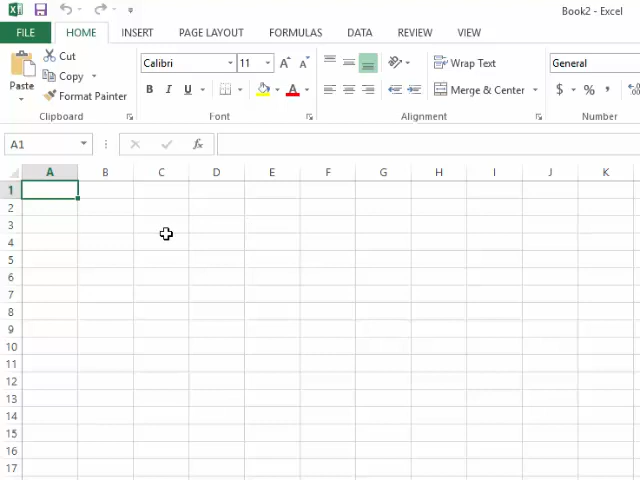 Book2 - Excel
FILE HOME INSERT PAGE LAYOUT FORMULAS DATA REVIEW VIEW
Cut
Copy
Format Painter
Paste
Calibri 11 A A
B I U A
Wrap Text
Merge & Center
General
$ % ,
Clipboard Font Alignment Number
A1 fx
A B C D E F G H I J K
1
2
3
4
5
6
7
8
9
10
11
12
13
14
15
16
17